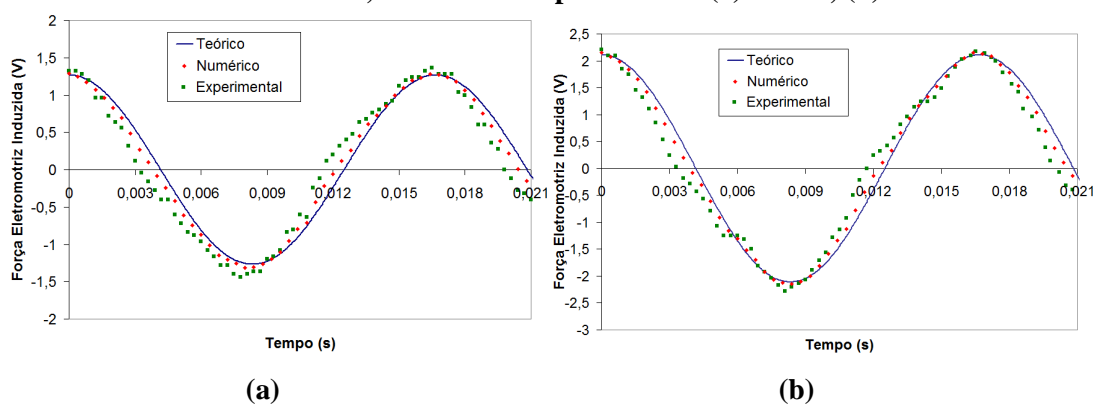 2
1,5
1
0,5
0
-0,5
-1
-1,5
-2
Força Eletromotriz Induzida (V)
Teórico
Numérico
Experimental
0 0,003 0,006 0,009 0,012 0,015 0,018 0,021
Tempo (s)
(a)
2,5
2
1,5
1
0,5
0
-0,5
-1
-1,5
-2
-2,5
-3
Força Eletromotriz Induzida (V)
Teórico
Numérico
Experimental
0 0,003 0,006 0,009 0,012 0,015 0,018 0,021
Tempo (s)
(b)